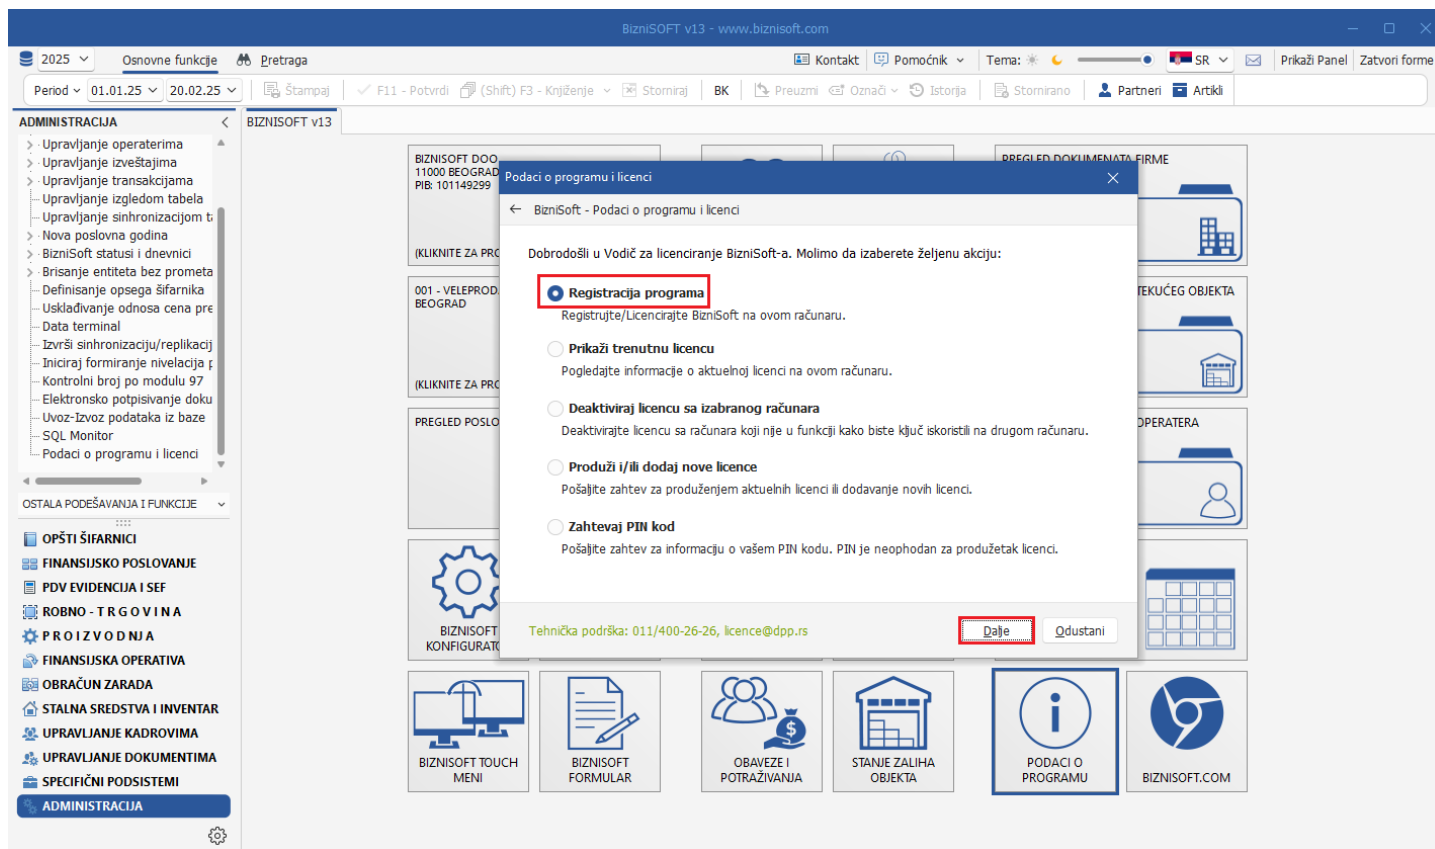 BizniSOFT v13 - www.biznisoft.com
2025 Osnovne funkcije Pretraga Kontakt Pomoćnik Tema: SR Prikaži Panel Zatvori forme
Period 01.01.25 20.02.25 Štampaj F11 - Potvrdi (Shift) F3 - Knjiženje Storniraj BK Preuzmi Označi Istorija Stornirano Partneri Artikli
ADMINISTRACIJA
BIZNISOFT v13
Upravljanje operaterima
Upravljanje izveštajima
Upravljanje transakcijama
Upravljanje izgledom tabela
Upravljanje sinhronizacijom
Nova poslovna godina
BizniSoft statusi i dnevnici
Brisanje entiteta bez prometa
Definisanje opsega šifarnika
Usklađivanje odnosa cena pre
Data terminal
Izvrši sinhronizaciju/replikacij
Iniciraj formiranje nivelacija
Kontrolni broj po modulu 97
Elektronsko potpisivanje doku
Uvoz-Izvoz podataka iz baze
SQL Monitor
Podaci o programu i licenci
OSTALA PODEŠAVANJA I FUNKCIJE
OPŠTI ŠIFARNICI
FINANSIJSKO POSLOVANJE
PDV EVIDENCIJA I SEF
ROBNO - T R G O V I N A
P R O I Z V O D NJ A
FINANSIJSKA OPERATIVA
OBRAČUN ZARADA
STALNA SREDSTVA I INVENTAR
UPRAVLJANJE KADROVIMA
UPRAVLJANJE DOKUMENTIMA
SPECIFIČNI PODSISTEMI
ADMINISTRACIJA
BIZNISOFT DOO
11000 BEOGRAD
PIB: 101149299
(KLIKNITE ZA PRO
PREGLED DOKUMENATA FIRME
001 - VELEPROD
BEOGRAD
(KLIKNITE ZA PRO
TEKUĆEG OBJEKTA
PREGLED POSLO
OPERATERA
Podaci o programu i licenci
BizniSoft - Podaci o programu i licenci
Dobrodošli u Vodič za licenciranje BizniSoft-a. Molimo da izaberete željenu akciju:
Registracija programa
Registrujte/Licencirajte BizniSoft na ovom računaru.
Prikaži trenutnu licencu
Pogledajte informacije o aktuelnoj licenci na ovom računaru.
Deaktiviraj licencu sa izabranog računara
Deaktivirajte licencu sa računara koji nije u funkciji kako biste ključ iskoristili na drugom računaru.
Produži i/ili dodaj nove licence
Pošaljite zahtev za produženjem aktuelnih licenci ili dodavanje novih licenci.
Zahtevaj PIN kod
Pošaljite zahtev za informaciju o vašem PIN kodu. PIN je neophodan za produžetak licenci.
Tehnička podrška: 011/400-26-26, licence@dpp.rs
Dalje
Odustani
BIZNISOFT
KONFIGURATO
BIZNISOFT TOUCH
MENI
BIZNISOFT
FORMULAR
OBAVEZE I
POTRAŽIVANJA
STANJE ZALIHA
OBJEKTA
PODACI O
PROGRAMU
BIZNISOFT.COM